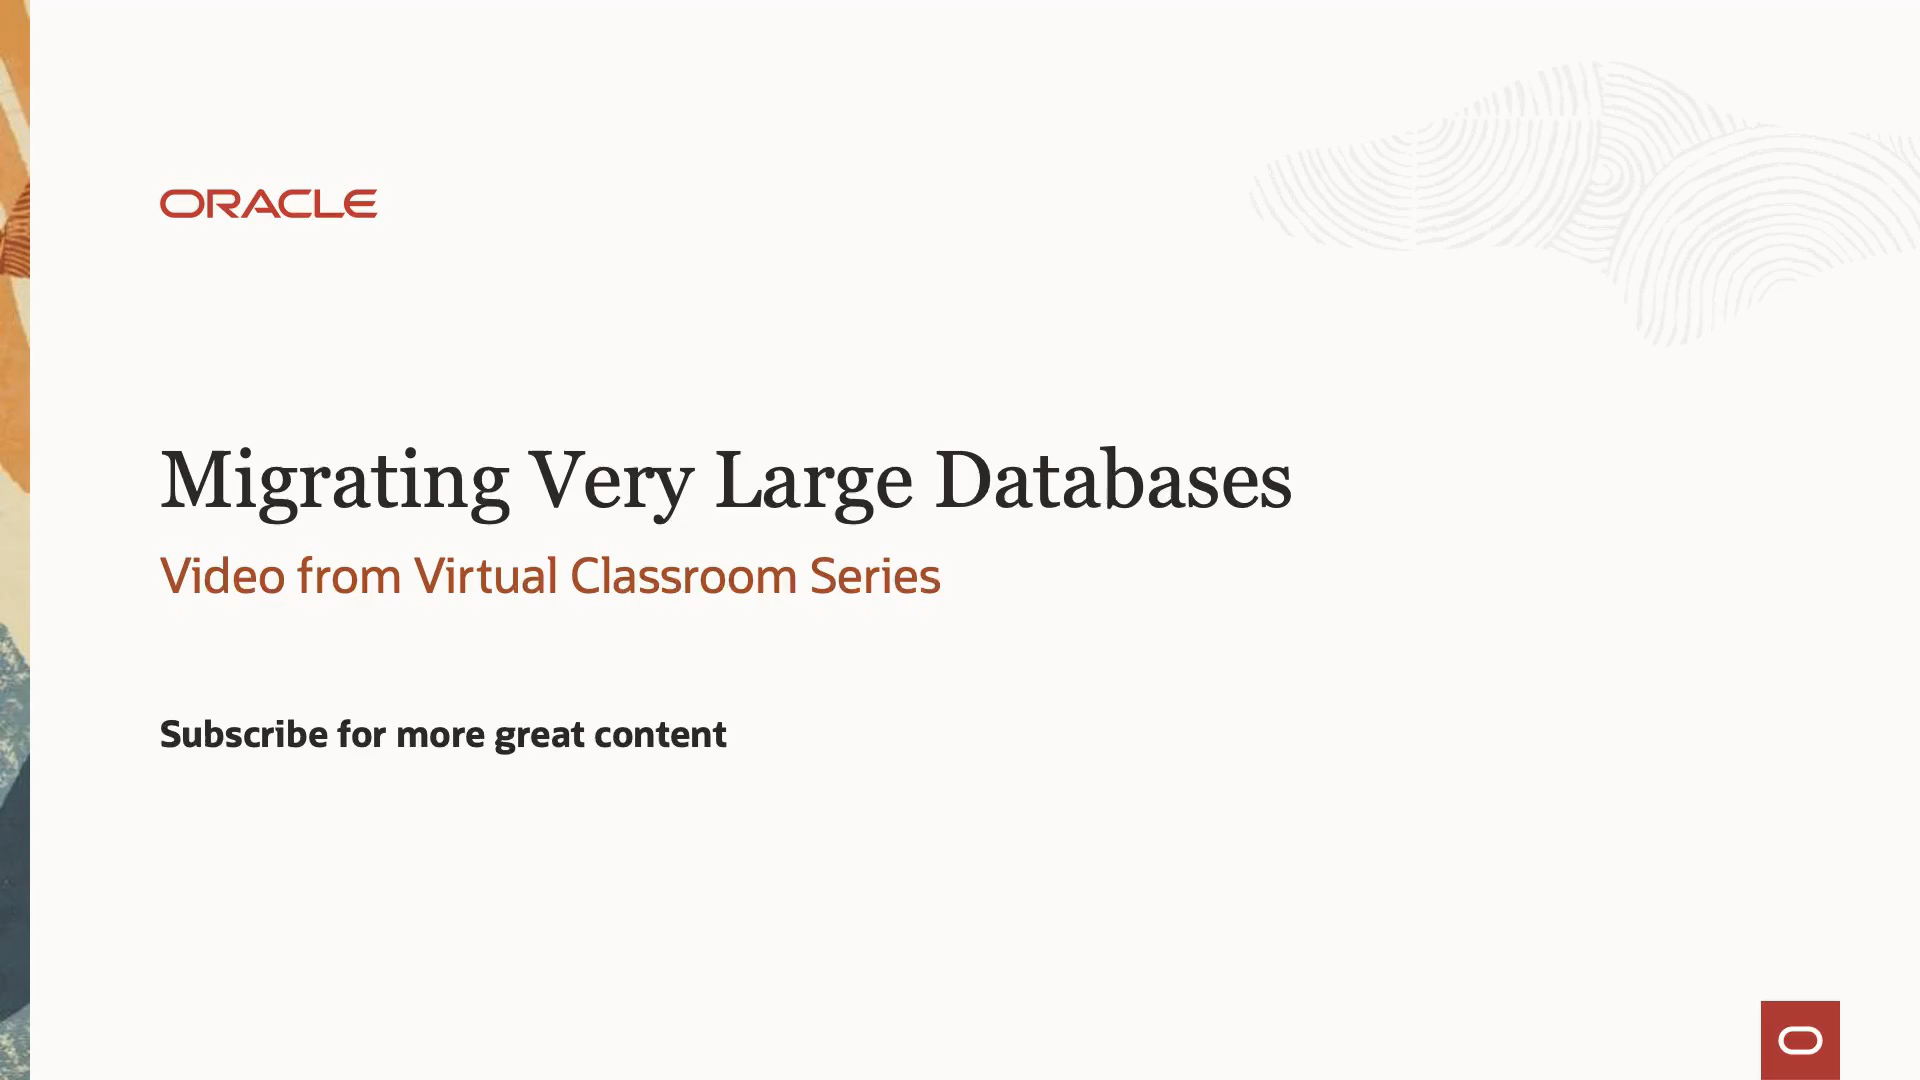 ORACLE
Migrating Very Large Databases
Video from Virtual Classroom Series
Subscribe for more great content